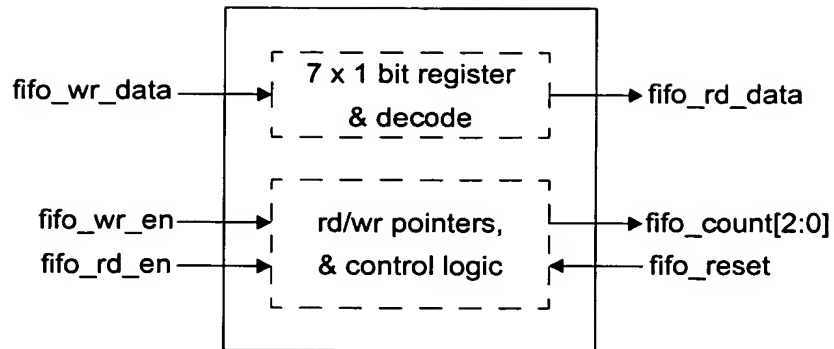 7 x 1 bit register
& decode
fifo_wr_data
fifo_rd_data
fifo_wr_en
fifo_rd_en
rd/wr pointers,
& control logic
fifo_count[2:0]
fifo_reset